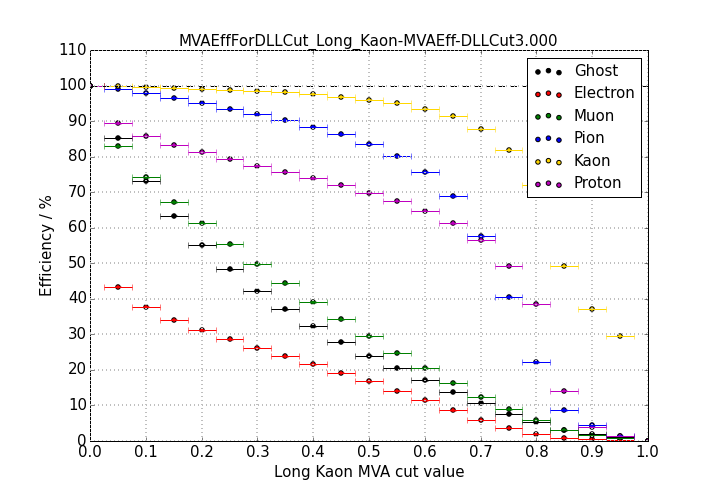 MVAEffForDLLCut_Long_Kaon-MVAEff-DLLCut3.000
110
100
90
80
70
60
50
40
30
20
10
0
Efficiency / %
Ghost
Electron
Muon
Pion
Kaon
Proton
0.0 0.1 0.2 0.3 0.4 0.5 0.6 0.7 0.8 0.9 1.0
Long Kaon MVA cut value